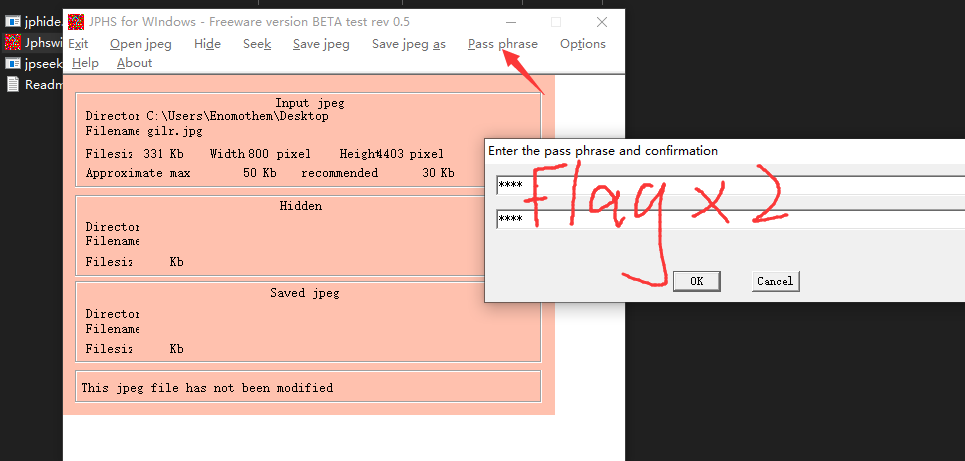 jphide.
JPHS for WIndows - Freeware version BETA test rev 0.5
Jphswi
Exit Open jpeg Hide Seek Save jpeg Save jpeg as Pass phrase Options
jpseek
Help About
Readm
Input jpeg
Director C:\Users\Enomothem\Desktop
Filename gilr.jpg
Filesiz 331 Kb Width 800 pixel Height 4403 pixel
Approximate max 50 Kb recommended 30 Kb
Hidden
Director
Filename
Filesiz Kb
Saved jpeg
Director
Filename
Filesiz Kb
This jpeg file has not been modified
Enter the pass phrase and confirmation
****
****
Flag x 2
OK Cancel